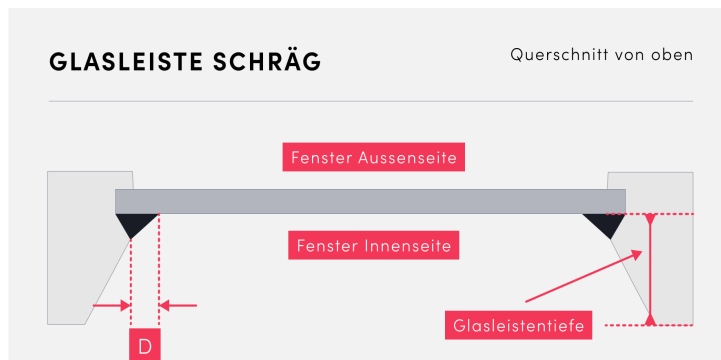 GLASLEISTE SCHRÄG
Querschnitt von oben
Fenster Aussenseite
Fenster Innenseite
Glasleistentiefe
D